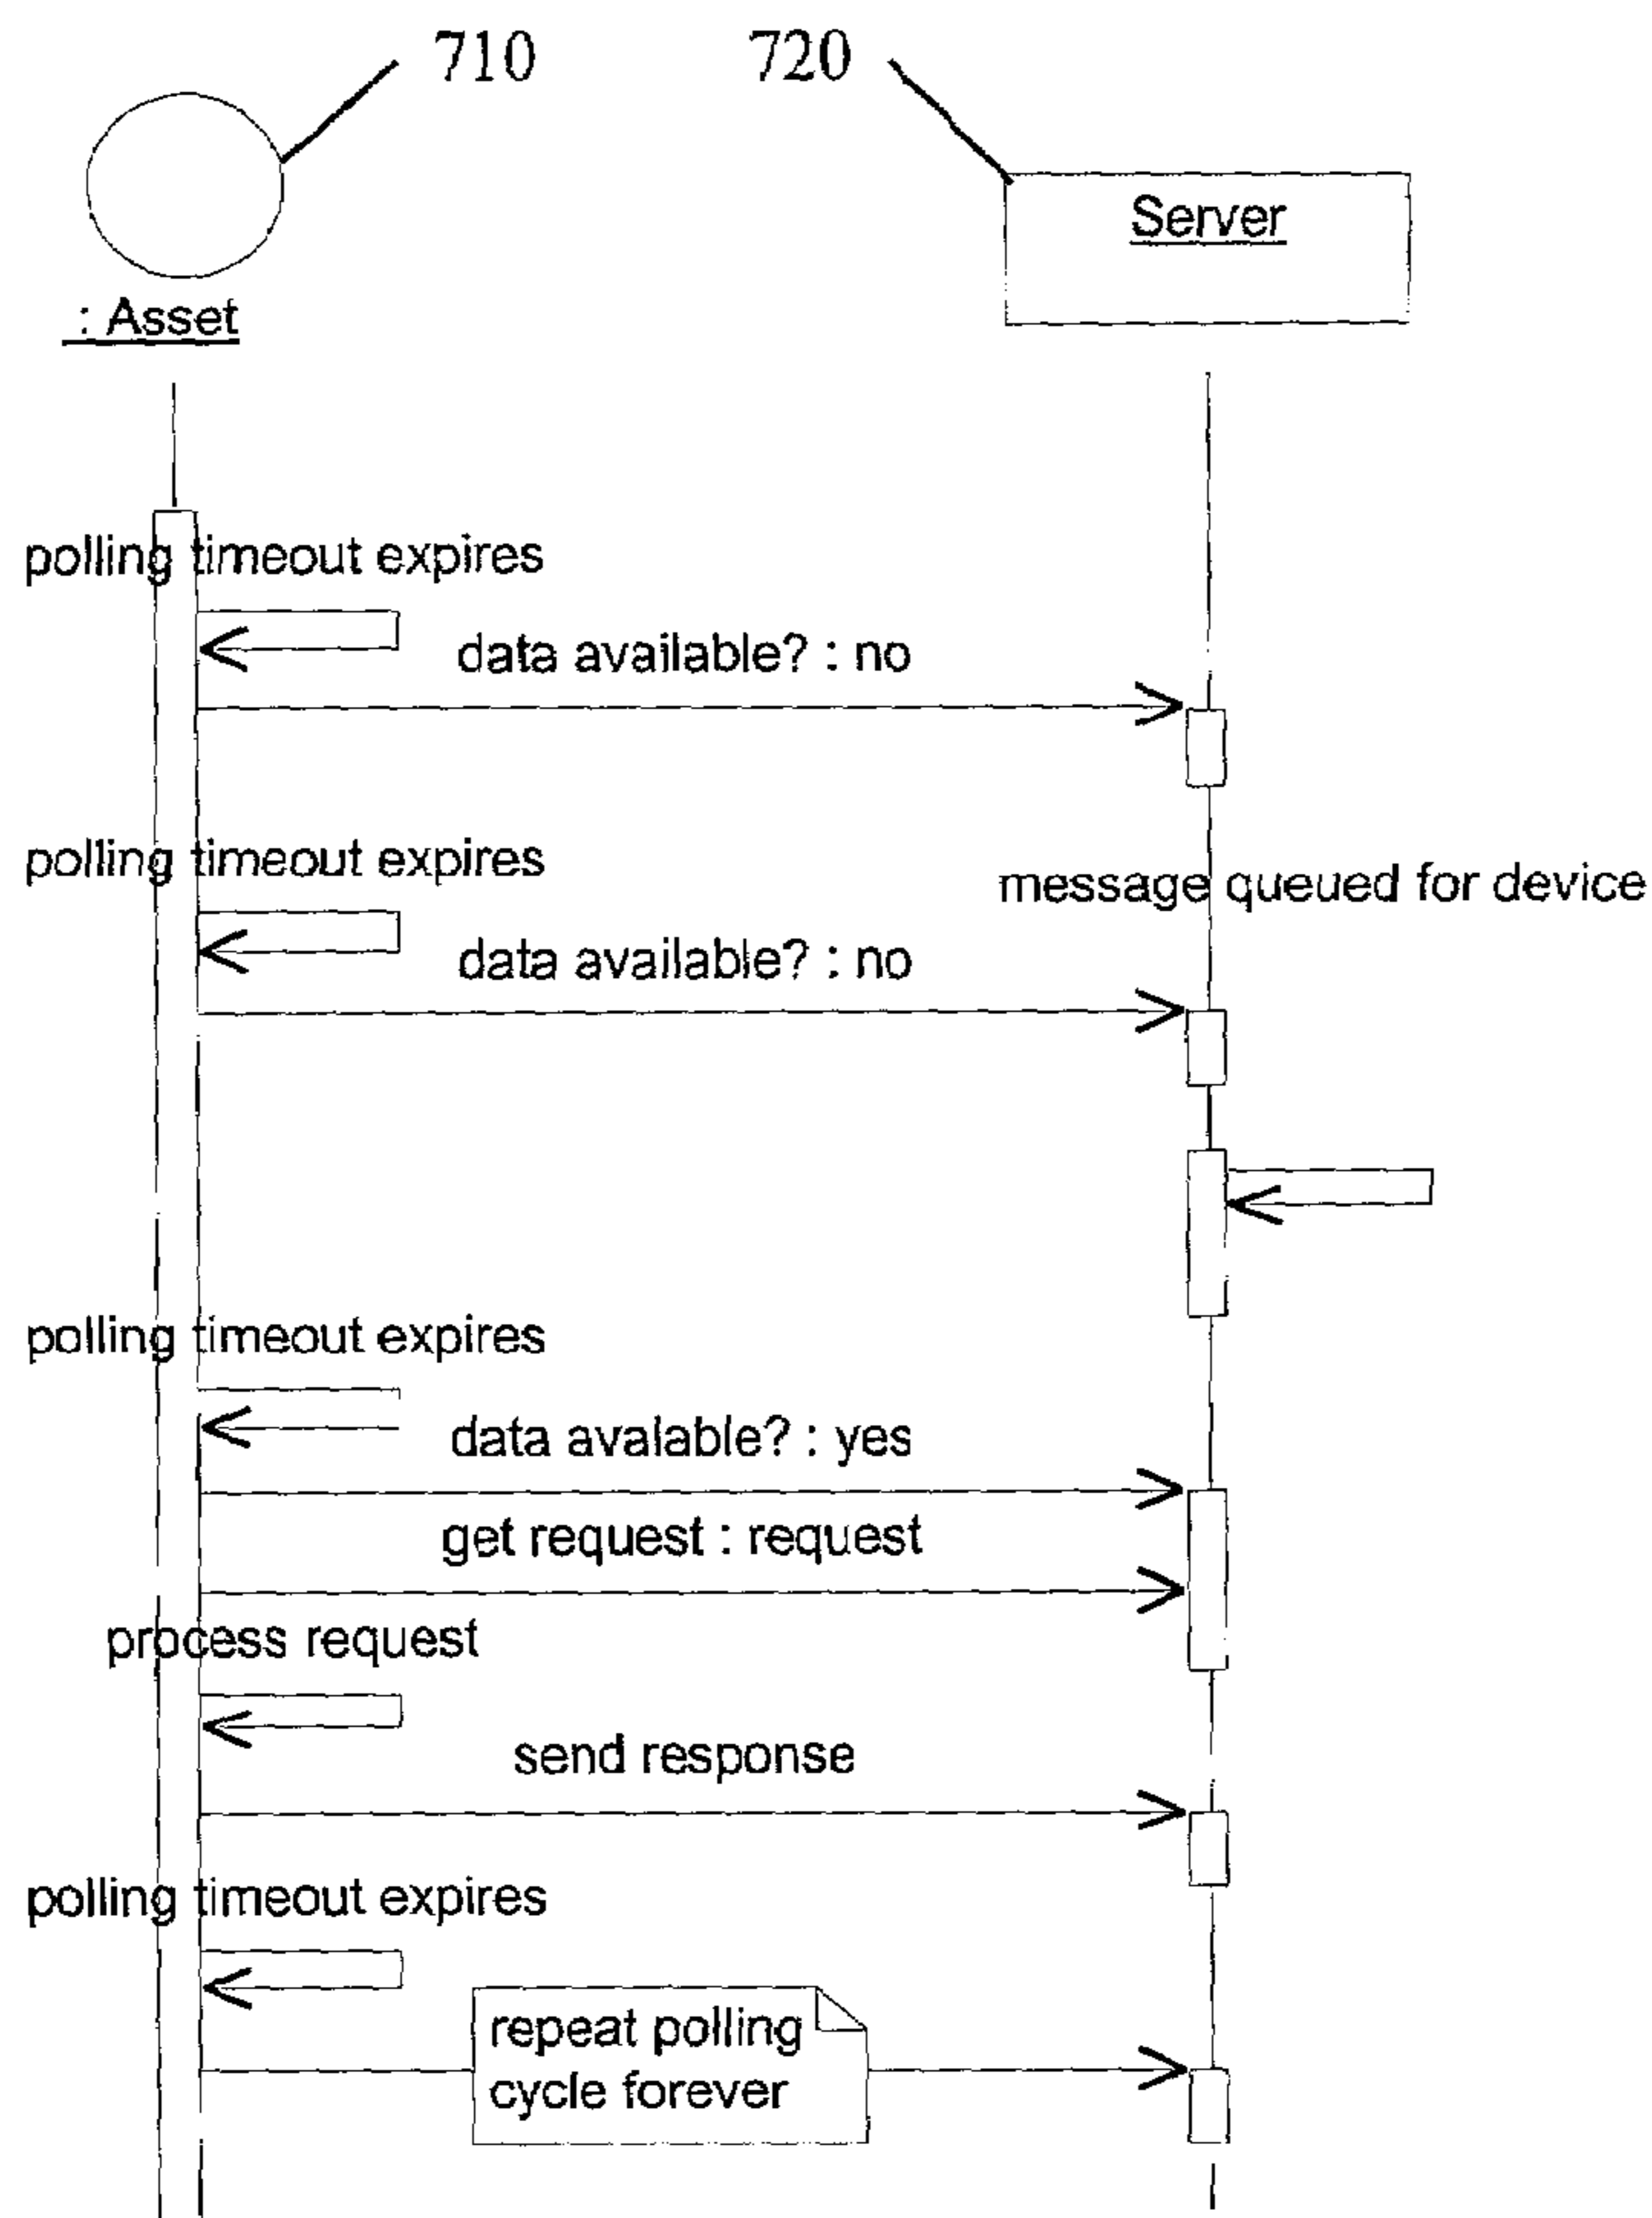 710
720
Server
: Asset
polling timeout expires
data available? : no
polling timeout expires
message queued for device
data available? : no
polling timeout expires
data avalable? : yes
get request : request
process request
send response
polling timeout expires
repeat polling
cycle forever